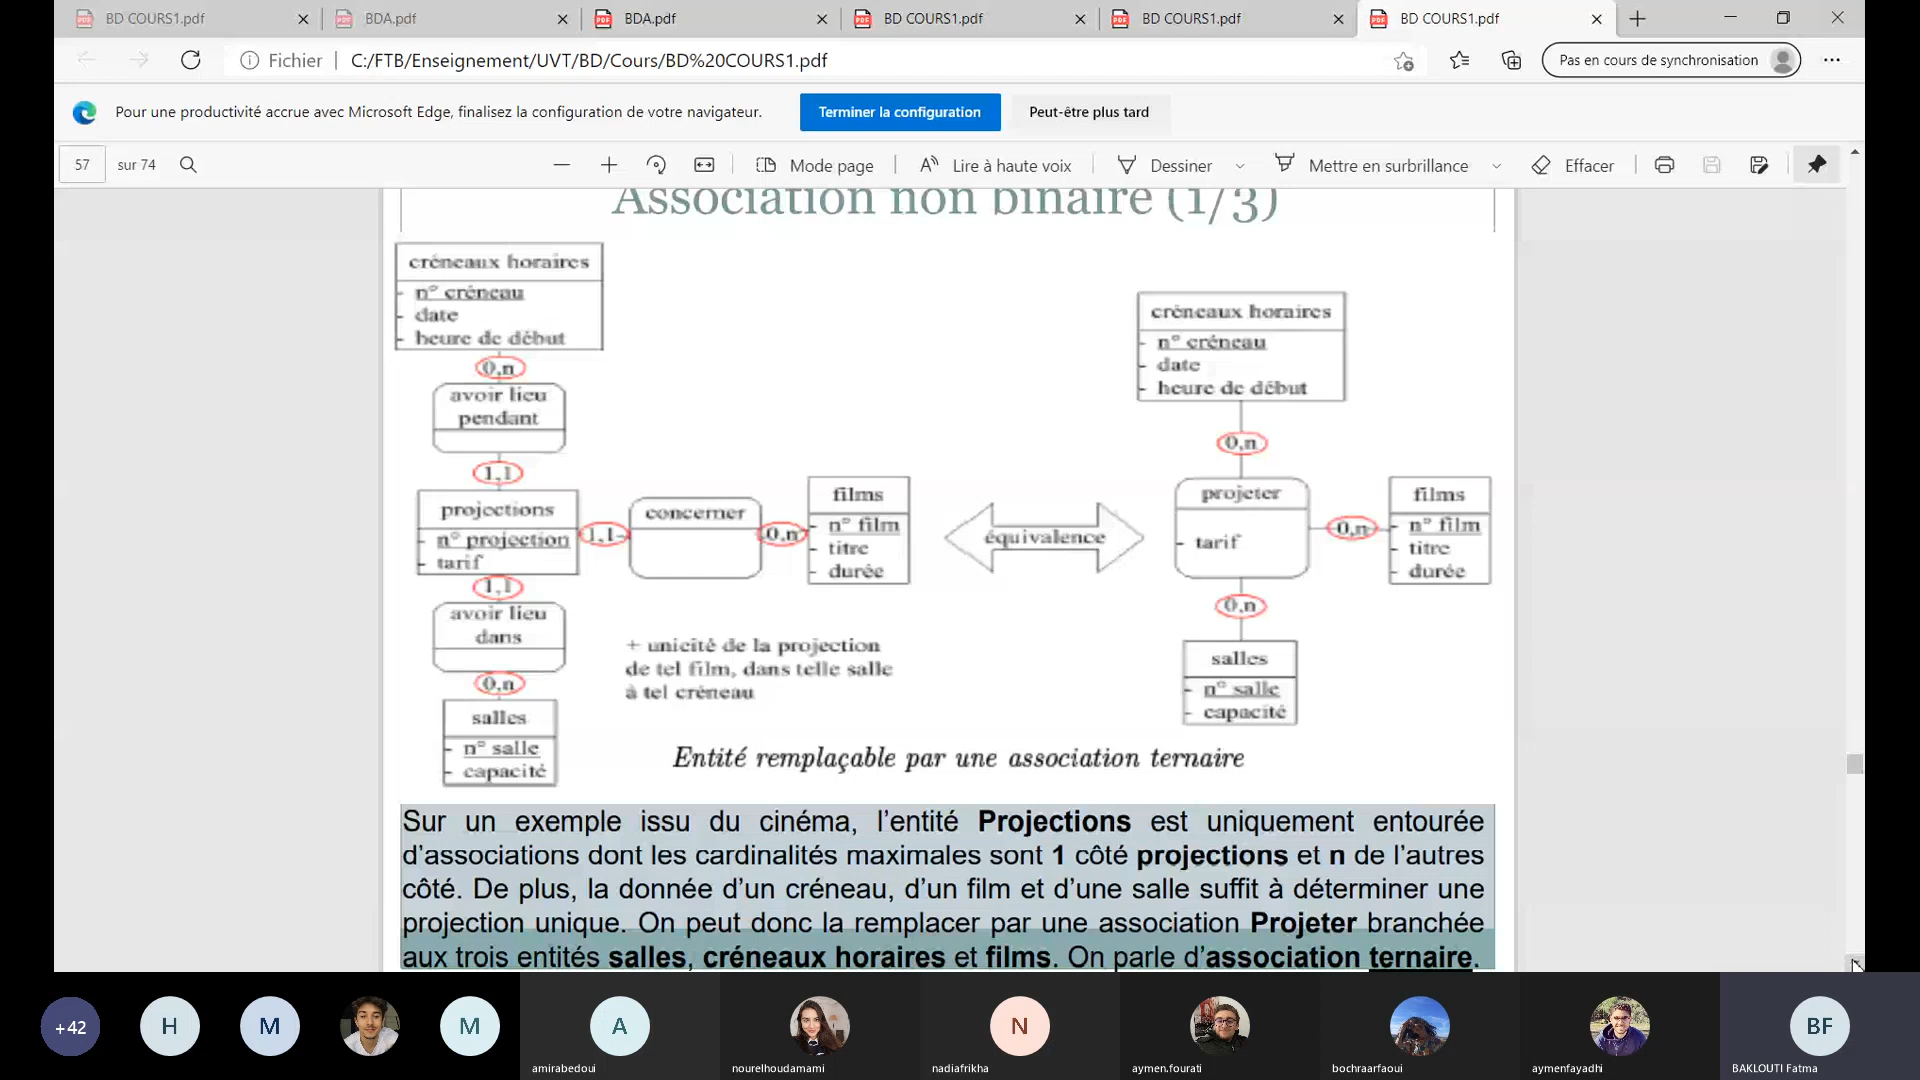 BD COURS1.pdf
BDA.pdf
BDA.pdf
BD COURS1.pdf
BD COURS1.pdf
BD COURS1.pdf
Fichier
C:/FTB/Enseignement/UVT/BD/Cours/BD%20COURS1.pdf
Pas en cours de synchronisation
Pour une productivité accrue avec Microsoft Edge, finalisez la configuration de votre navigateur.
Terminer la configuration
Peut-être plus tard
57 sur 74
Mode page
Lire à haute voix
Dessiner
Mettre en surbrillance
Effacer
Association non binaire (1/3)
créneaux horaires
- n° créneau
- date
- heure de début
0,n
avoir lieu
pendant
1,1
projections
- n° projection
- tarif
1,1
concerner
0,n
films
- n° film
- titre
- durée
1,1
avoir lieu
dans
0,n
salles
- n° salle
- capacité
+ unicité de la projection
de tel film, dans telle salle
à tel créneau
équivalence
créneaux horaires
- n° créneau
- date
- heure de début
0,n
projeter
- tarif
0,n
films
- n° film
- titre
- durée
0,n
salles
- n° salle
- capacité
Entité remplaçable par une association ternaire
Sur un exemple issu du cinéma, l'entité Projections est uniquement entourée
d'associations dont les cardinalités maximales sont 1 côté projections et n de l'autres
côté. De plus, la donnée d'un créneau, d'un film et d'une salle suffit à déterminer une
projection unique. On peut donc la remplacer par une association Projeter branchée
aux trois entités salles, créneaux horaires et films. On parle d'association ternaire.
+42
H
M
M
A
amirabedoui
nourelhoudamami
N
nadiafrikha
aymen.fourati
bochraarfaoui
aymenfayadhi
BF
BAKLOUTI Fatma